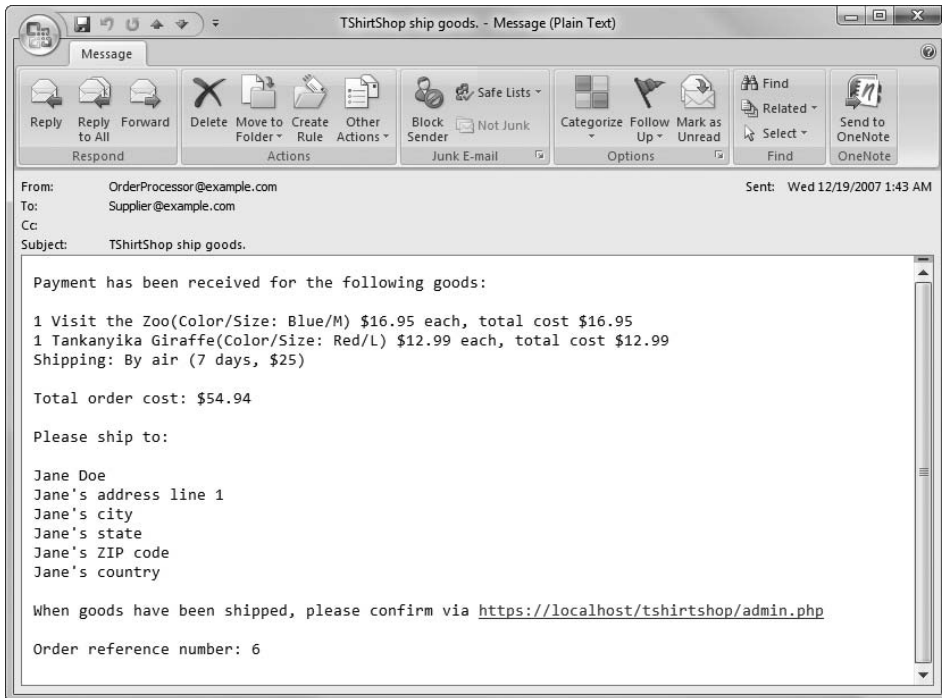 TShirtShop ship goods. - Message (Plain Text)
Message
Reply
Reply to All
Forward
Respond
Delete
Move to Folder
Create Rule
Other Actions
Actions
Block Sender
Safe Lists
Not Junk
Junk E-mail
Categorize
Follow Up
Mark as Unread
Options
Find
Related
Select
Find
Send to OneNote
OneNote
From: OrderProcessor@example.com
Sent: Wed 12/19/2007 1:43 AM
To: Supplier@example.com
Cc:
Subject: TShirtShop ship goods.
Payment has been received for the following goods:
1 Visit the Zoo(Color/Size: Blue/M) $16.95 each, total cost $16.95
1 Tankanyika Giraffe(Color/Size: Red/L) $12.99 each, total cost $12.99
Shipping: By air (7 days, $25)
Total order cost: $54.94
Please ship to:
Jane Doe
Jane's address line 1
Jane's city
Jane's state
Jane's ZIP code
Jane's country
When goods have been shipped, please confirm via https://localhost/tshirtshop/admin.php
Order reference number: 6